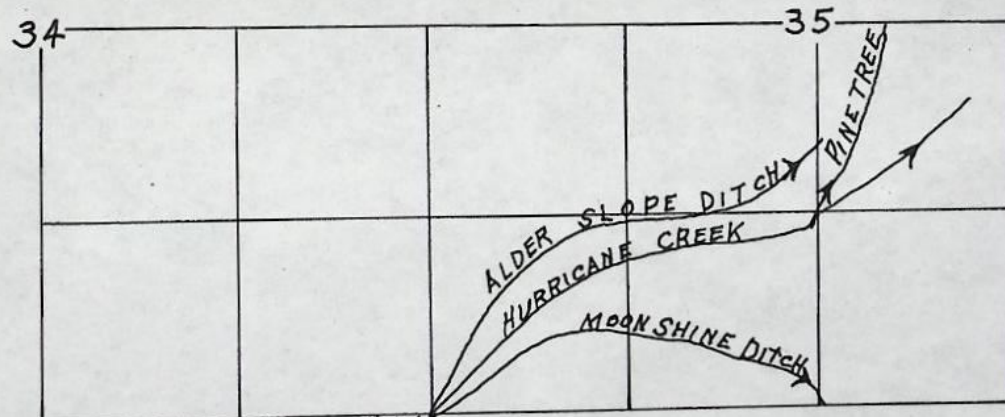 34
35
PINETREE
ALDER SLOPE DITCH
HURRICANE CREEK
MOONSHINE DITCH